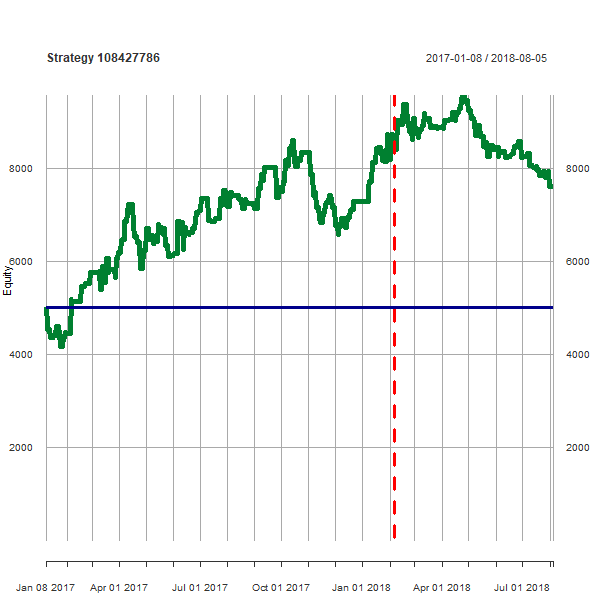 Strategy 108427786
2017-01-08 / 2018-08-05
Equity
8000
8000
6000
6000
4000
4000
2000
2000
Jan 08 2017
Apr 01 2017
Jul 01 2017
Oct 01 2017
Jan 01 2018
Apr 01 2018
Jul 01 2018